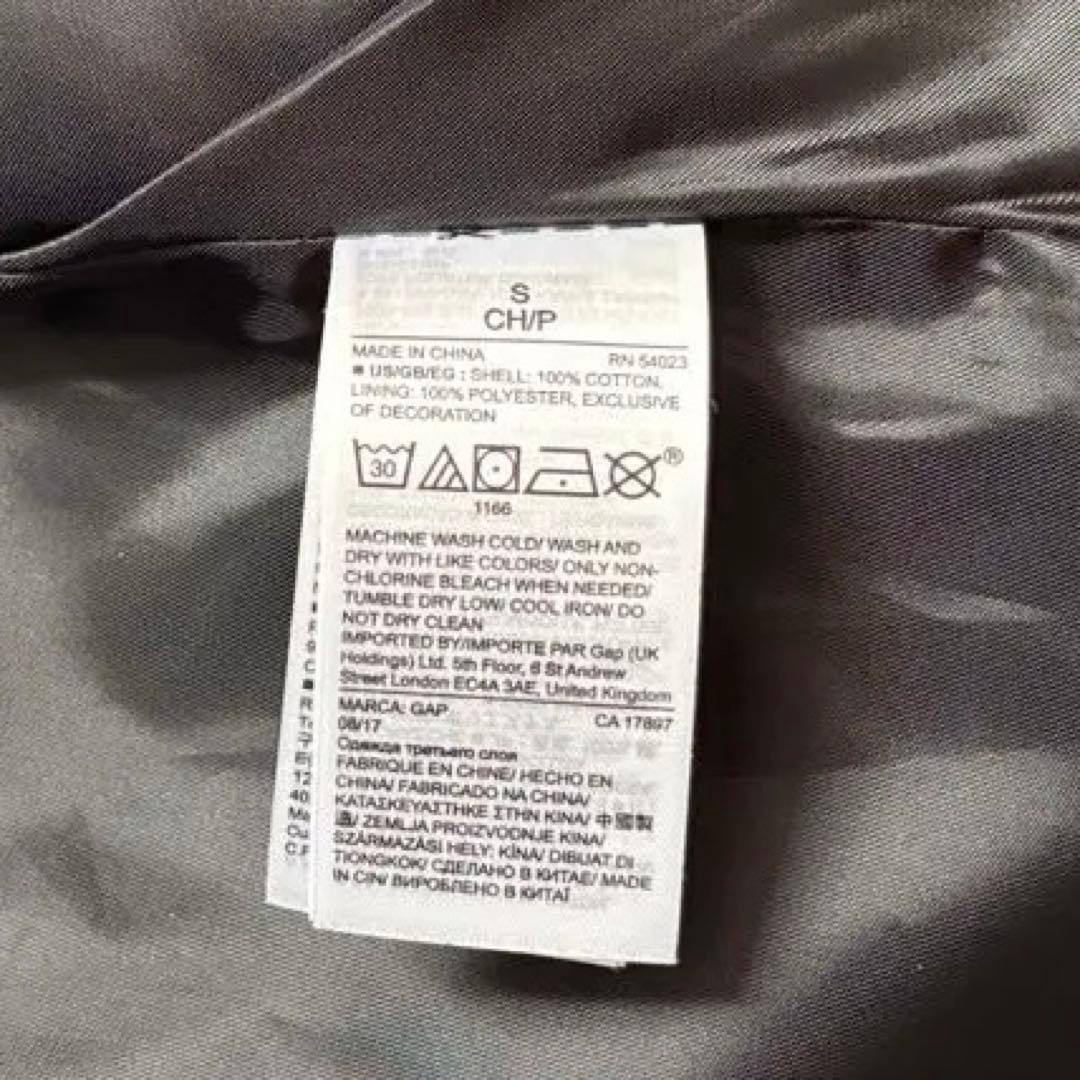 S
CH/P
MADE IN CHINA RN 54023
■ US/GB/EG : SHELL: 100% COTTON,
LINING: 100% POLYESTER, EXCLUSIVE
OF DECORATION
30 ®
1166
MACHINE WASH COLD/ WASH AND
DRY WITH LIKE COLORS/ ONLY NON-
CHLORINE BLEACH WHEN NEEDED/
TUMBLE DRY LOW/ COOL IRON/ DO
NOT DRY CLEAN
IMPORTED BY/IMPORTE PAR Gap (UK
Holdings) Ltd. 5th Floor, 6 St Andrew
Street London EC4A 3AE, United Kingdom
MARCA: GAP CA 17897
08/17
Одежда третьего слоя
FABRIQUE EN CHINE/ HECHO EN
CHINA/ FABRICADO NA CHINA/
ΚΑΤΑΣΚΕΥΑΣΤΗΚΕ ΣΤΗΝ ΚΙΝΑ/ 中國製
造/ ZEMLJA PROIZVODNJE KINA/
SZÁRMAZÁSI HELY: KÍNA/ DIBUAT DI
TIONGKOK/ СДЕЛАНО В КИТАЕ/ MADE
IN CIN/ ВИРОБЛЕНО В КИТАЇ